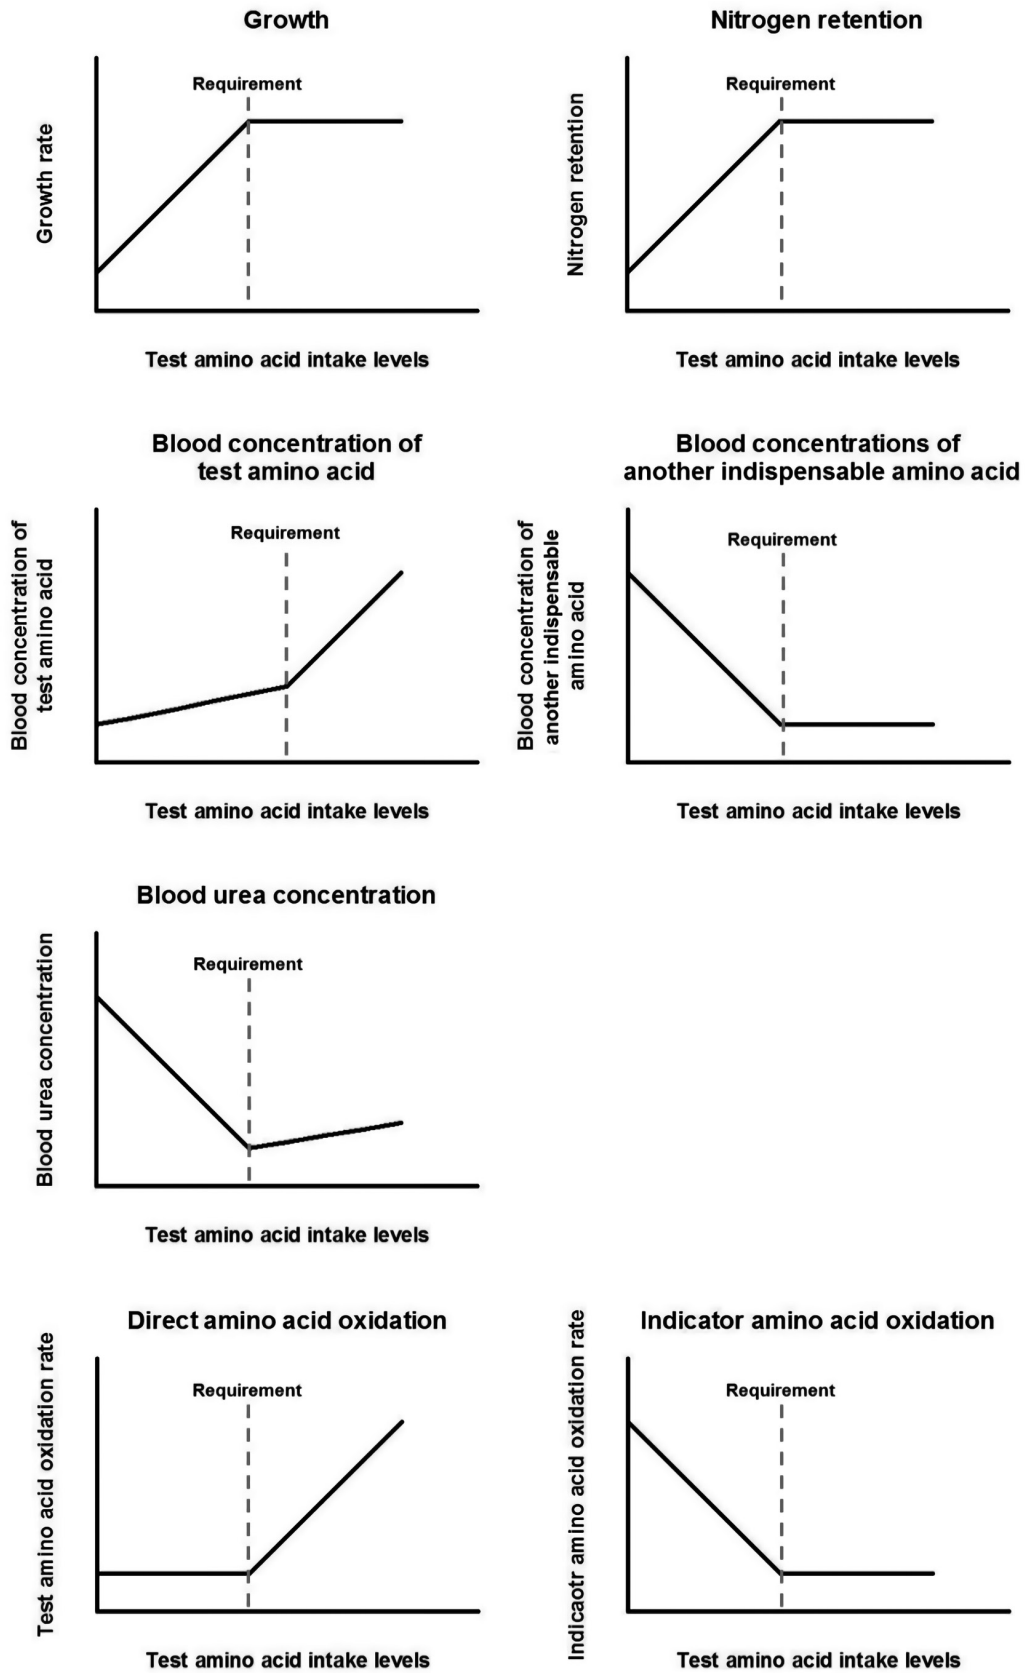 Growth
Requirement
Growth rate
Test amino acid intake levels
Nitrogen retention
Requirement
Nitrogen retention
Test amino acid intake levels
Blood concentration of
test amino acid
Requirement
Blood concentration of
test amino acid
Test amino acid intake levels
Blood concentrations of
another indispensable amino acid
Requirement
Blood concentration of
another indispensable
amino acid
Test amino acid intake levels
Blood urea concentration
Requirement
Blood urea concentration
Test amino acid intake levels
Direct amino acid oxidation
Requirement
Test amino acid oxidation rate
Test amino acid intake levels
Indicator amino acid oxidation
Requirement
Indicaotr amino acid oxidation rate
Test amino acid intake levels